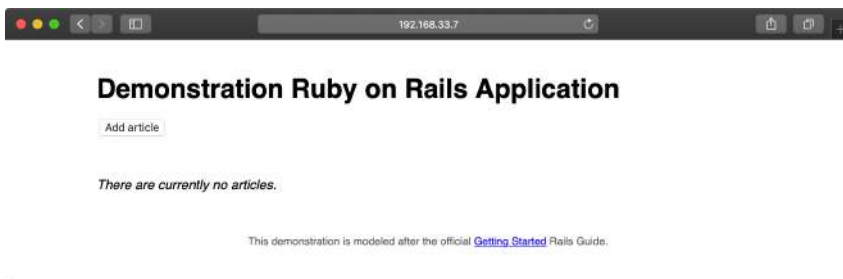 192.168.33.7
Demonstration Ruby on Rails Application
Add article
There are currently no articles.
This demonstration is modeled after the official Getting Started Rails Guide.